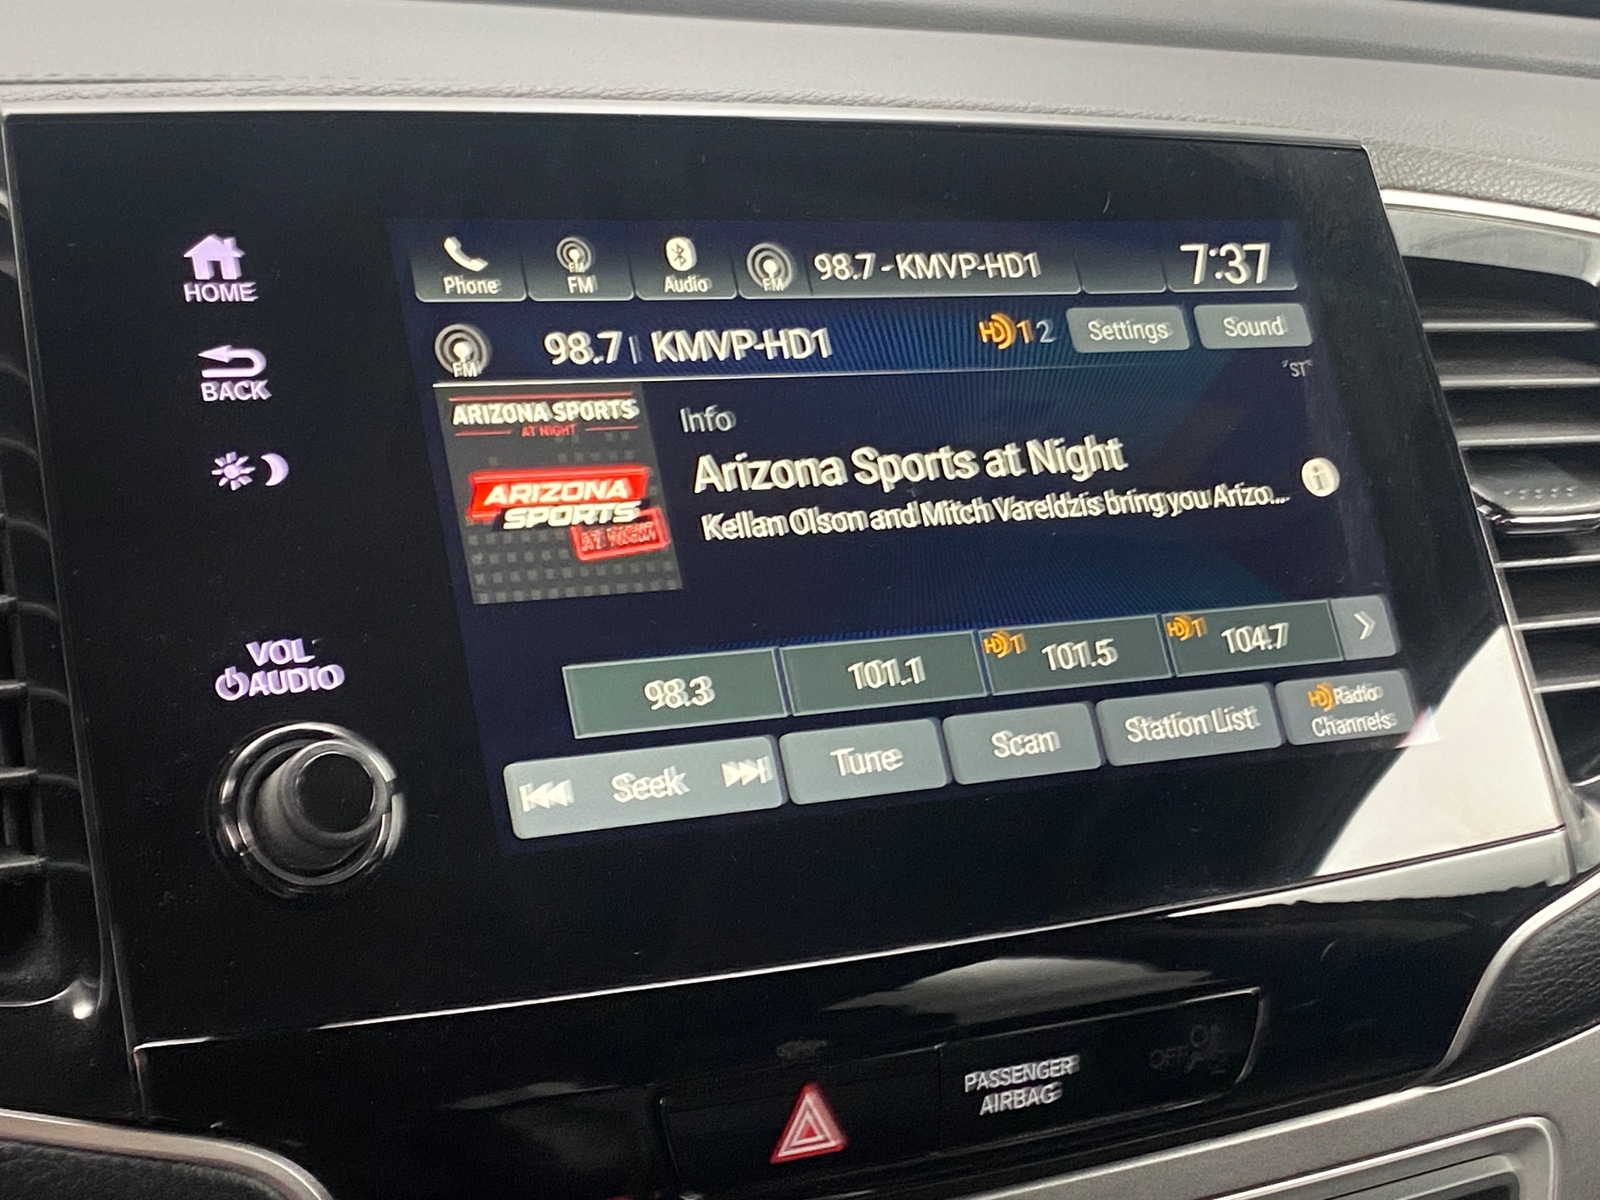 HOME
BACK
VOL
AUDIO
Phone
FM
Audio
FM
98.7 - KMVP-HD1
7:37
FM
98.7 | KMVP-HD1
HD 1 2
Settings
Sound
"ST"
ARIZONA SPORTS
AT NIGHT
ARIZONA
SPORTS
AT NIGHT
Info
Arizona Sports at Night
Kellan Olson and Mitch Vareldzis bring you Arizo...
98.3
101.1
HD 1
101.5
HD 1
104.7
Seek
Tune
Scan
Station List
HD Radio
Channels
PASSENGER
AIRBAG
OFF
ON